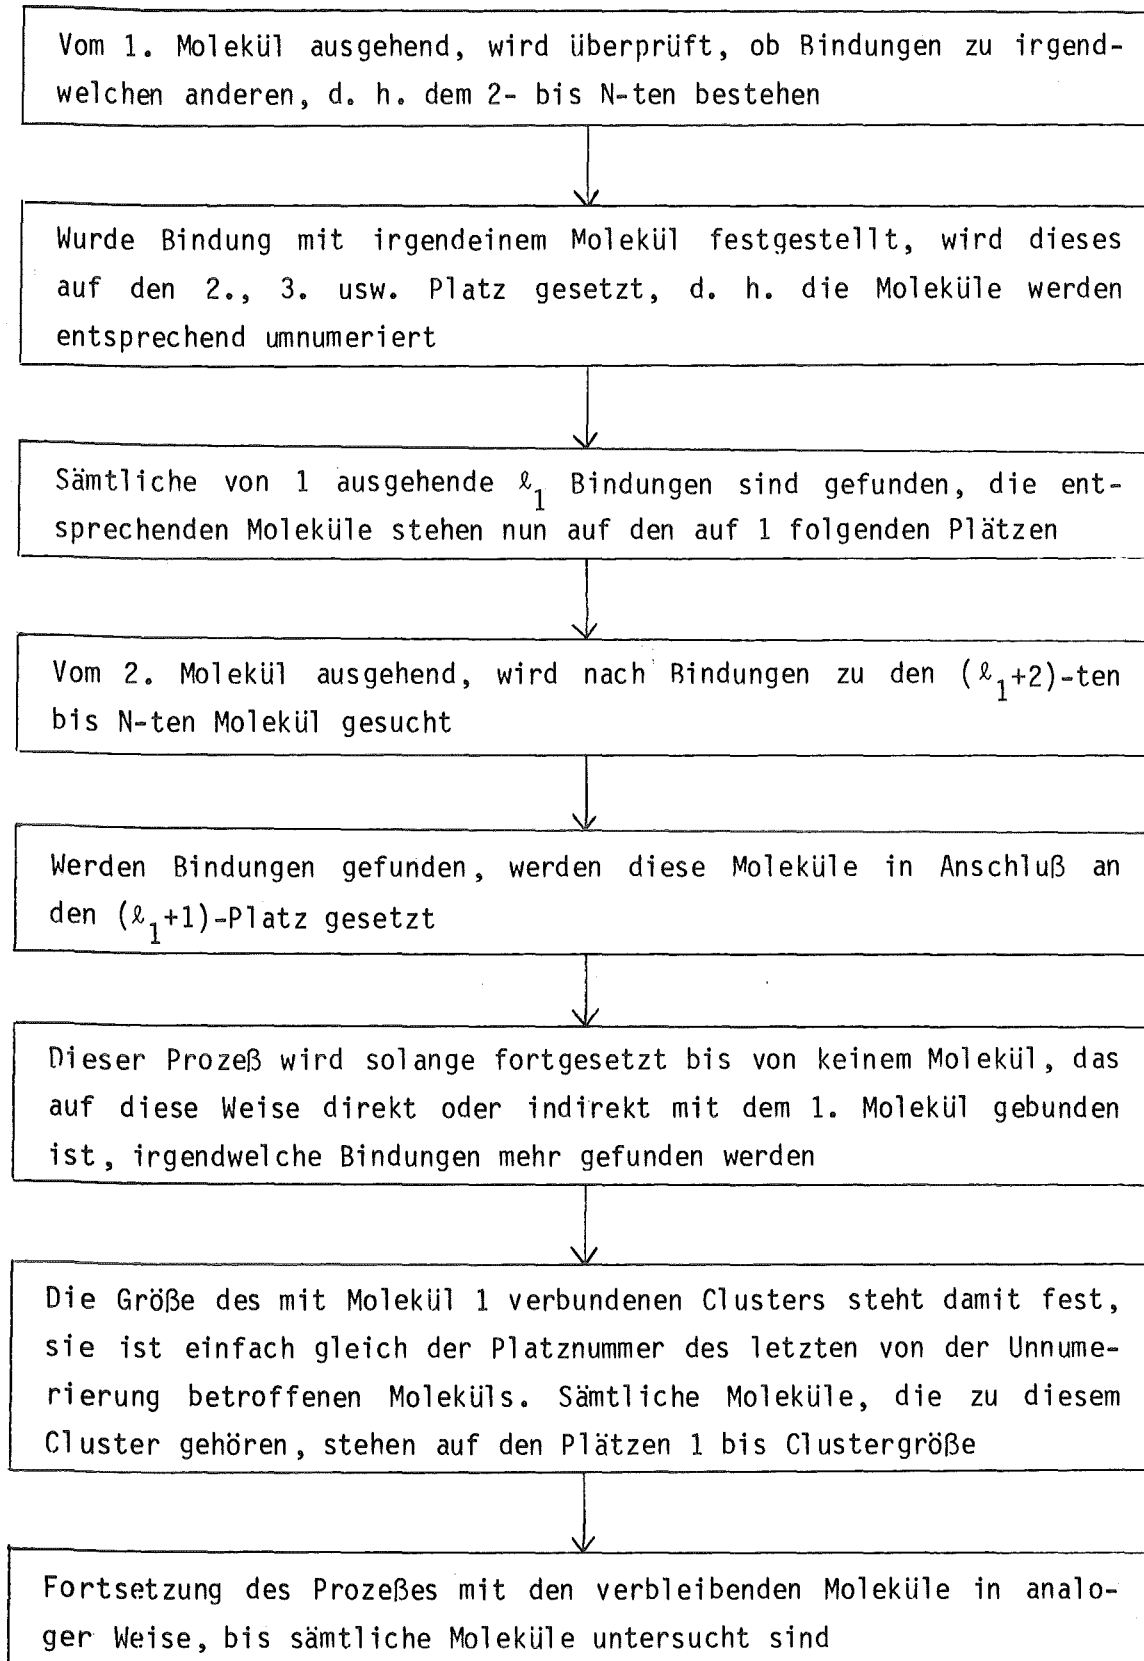 Vom 1. Molekül ausgehend, wird überprüft, ob Bindungen zu irgend-
welchen anderen, d. h. dem 2- bis N-ten bestehen
Wurde Bindung mit irgendeinem Molekül festgestellt, wird dieses
auf den 2., 3. usw. Platz gesetzt, d. h. die Moleküle werden
entsprechend umnumeriert
Sämtliche von 1 ausgehende ℓ₁ Bindungen sind gefunden, die ent-
sprechenden Moleküle stehen nun auf den auf 1 folgenden Plätzen
Vom 2. Molekül ausgehend, wird nach Bindungen zu den (ℓ₁+2)-ten
bis N-ten Molekül gesucht
Werden Bindungen gefunden, werden diese Moleküle in Anschluß an
den (ℓ₁+1)-Platz gesetzt
Dieser Prozeß wird solange fortgesetzt bis von keinem Molekül, das
auf diese Weise direkt oder indirekt mit dem 1. Molekül gebunden
ist, irgendwelche Bindungen mehr gefunden werden
Die Größe des mit Molekül 1 verbundenen Clusters steht damit fest,
sie ist einfach gleich der Platznummer des letzten von der Unnume-
rierung betroffenen Moleküls. Sämtliche Moleküle, die zu diesem
Cluster gehören, stehen auf den Plätzen 1 bis Clustergröße
Fortsetzung des Prozeßes mit den verbleibenden Moleküle in analo-
ger Weise, bis sämtliche Moleküle untersucht sind